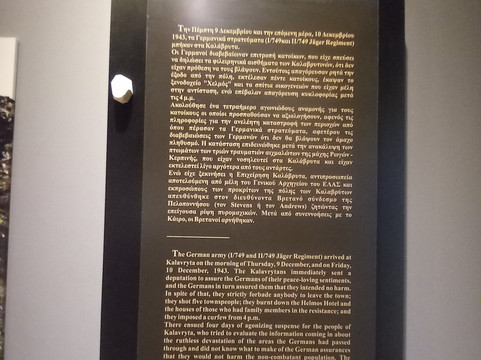 Την Πέμπτη 9 Δεκεμβρίου και την επόμενη μέρα, 10 Δεκεμβρίου
1943, τα Γερμανικά στρατεύματα (I/749και II/749 Jäger Regiment)
μπήκαν στα Καλάβρυτα.
Οι Γερμανοί διαβεβαίωναν επιτροπή κατοίκων, που είχε σπεύσει
να δηλώσει τα φιλειρηνικά αισθήματα των Καλαβρυτινών, ότι δεν
είχαν πρόθεση να τους βλάψουν. Εντούτοις απαγόρευσαν ρητά την
έξοδο από την πόλη, εκτέλεσαν πέντε κατοίκους, έκαψαν το
ξενοδοχείο "Χελμός" και τα σπίτια οικογενειών που είχαν μέλη
στην αντίσταση, ενώ επέβαλαν απαγόρευση κυκλοφορίας μετά
τις 4 μ.μ.
Ακολούθησε ένα τετραήμερο αγωνιώδους αναμονής για τους
κατοίκους οι οποίοι προσπαθούσαν να αξιολογήσουν, αφενός τις
πληροφορίες για την ανελέητη καταστροφή των περιοχών από
όπου πέρασαν τα Γερμανικά στρατεύματα, αφετέρου τις
διαβεβαιώσεις των Γερμανών ότι δεν θα βλάψουν τον άμαχο
πληθυσμό. Η κατάσταση επιδεινώθηκε μετά την ανακάλυψη των
πτωμάτων των τριών τραυματιών αιχμαλώτων της μάχης Ρωγών -
Κερπινής, που είχαν νοσηλευτεί στα Καλάβρυτα και είχαν
εκτελεστεί λίγο αργότερα από τους αντάρτες.
Ενώ είχε ξεκινήσει η Επιχείρηση Καλάβρυτα, αντιπροσωπεία
αποτελούμενη από μέλη του Γενικού Αρχηγείου του ΕΛΑΣ και
εκπροσώπους των προκρίτων της πόλης των Καλαβρύτων
απευθύνθηκε στον διευθύνοντα Βρετανό σύνδεσμο της
Πελοποννήσου (τον Stevens ή τον Andrews) ζητώντας την
επείγουσα ρίψη πυρομαχικών. Μετά από συνεννοήσεις με το
Κάιρο, οι Βρετανοί αρνήθηκαν.
The German army (I/749 and II/749 Jäger Regiment) arrived at
Kalavryta on the morning of Thursday, 9 December, and on Friday,
10 December, 1943. The Kalavrytans immediately sent a
deputation to assure the Germans of their peace-loving sentiments,
and the Germans in turn assured them that they intended no harm.
In spite of that, they strictly forbade anybody to leave the town;
they shot five townspeople; they burnt down the Helmos Hotel and
the houses of those who had family members in the resistance; and
they imposed a curfew from 4 p.m.
There ensued four days of agonizing suspense for the people of
Kalavryta, who tried to evaluate the information coming in about
the ruthless devastation of the areas the Germans had passed
through and did not know what to make of the German assurances
that they would not harm the non-combatant population. The